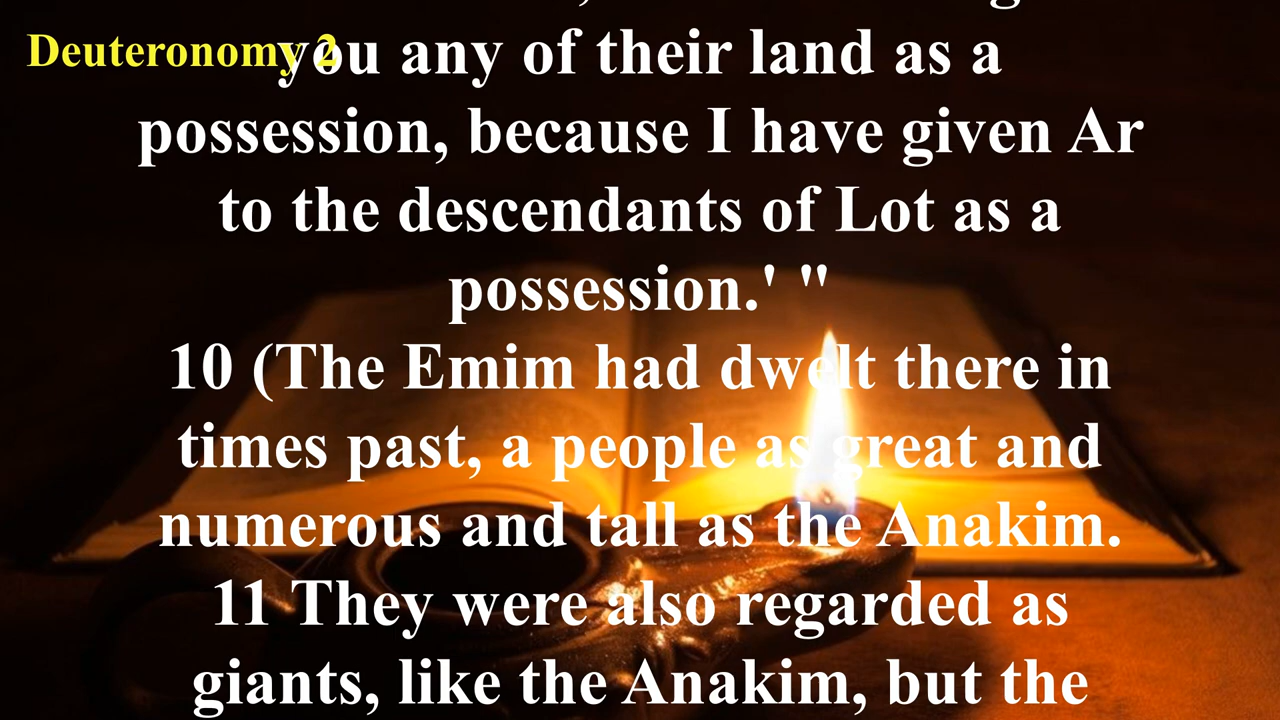 Deuteronomy 2
you any of their land as a
possession, because I have given Ar
to the descendants of Lot as a
possession.' "
10 (The Emim had dwelt there in
times past, a people as great and
numerous and tall as the Anakim.
11 They were also regarded as
giants, like the Anakim, but the